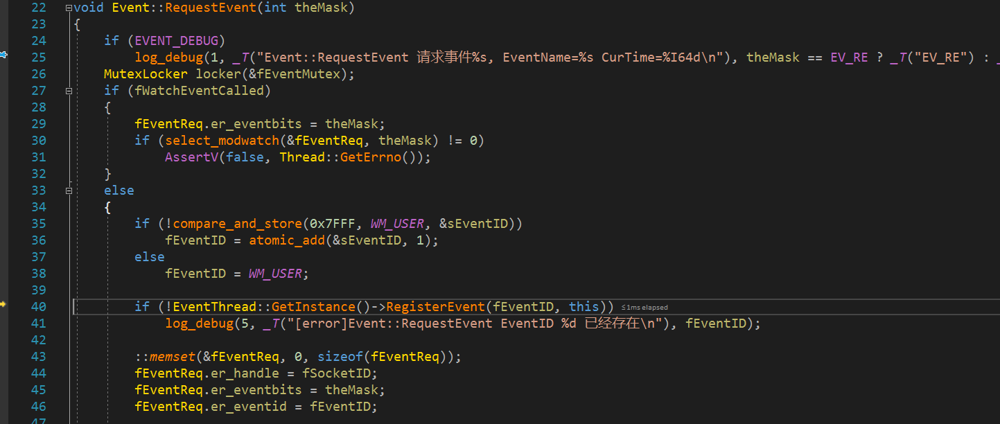 22 void Event::RequestEvent(int theMask)
23 {
24 if (EVENT_DEBUG)
25 log_debug(1, _T("Event::RequestEvent 请求事件%s, EventName=%s CurTime=%I64d\n"), theMask == EV_RE ? _T("EV_RE") : _
26 MutexLocker locker(&fEventMutex);
27 if (fWatchEventCalled)
28 {
29 fEventReq.er_eventbits = theMask;
30 if (select_modwatch(&fEventReq, theMask) != 0)
31 AssertV(false, Thread::GetErrno());
32 }
33 else
34 {
35 if (!compare_and_store(0x7FFF, WM_USER, &sEventID))
36 fEventID = atomic_add(&sEventID, 1);
37 else
38 fEventID = WM_USER;
39
40 if (!EventThread::GetInstance()->RegisterEvent(fEventID, this)) ≤1ms elapsed
41 log_debug(5, _T("[error]Event::RequestEvent EventID %d 已经存在\n"), fEventID);
42
43 ::memset(&fEventReq, 0, sizeof(fEventReq));
44 fEventReq.er_handle = fSocketID;
45 fEventReq.er_eventbits = theMask;
46 fEventReq.er_eventid = fEventID;
47